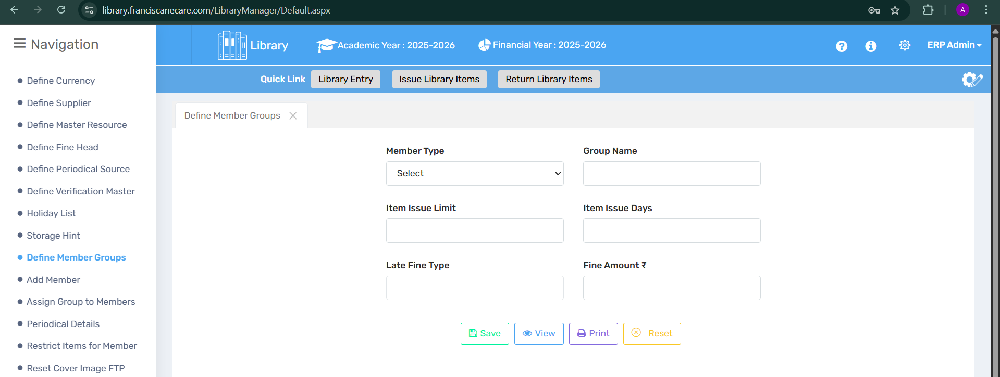 library.franciscanecare.com/LibraryManager/Default.aspx
A
Navigation
Library
Academic Year : 2025-2026
Financial Year : 2025-2026
ERP Admin
Quick Link
Library Entry
Issue Library Items
Return Library Items
Define Currency
Define Supplier
Define Master Resource
Define Fine Head
Define Periodical Source
Define Verification Master
Holiday List
Storage Hint
Define Member Groups
Add Member
Assign Group to Members
Periodical Details
Restrict Items for Member
Reset Cover Image FTP
Define Member Groups
Member Type
Group Name
Select
Item Issue Limit
Item Issue Days
Late Fine Type
Fine Amount ₹
Save
View
Print
Reset